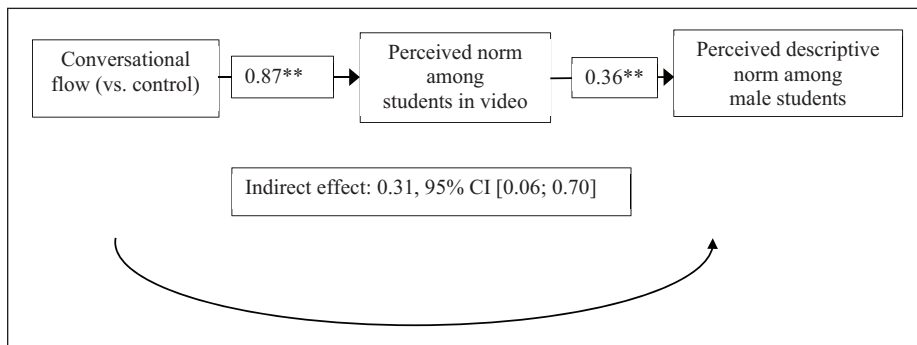 Conversational
flow (vs. control)
0.87**
Perceived norm
among
students in video
0.36**
Perceived descriptive
norm among
male students
Indirect effect: 0.31, 95% CI [0.06; 0.70]